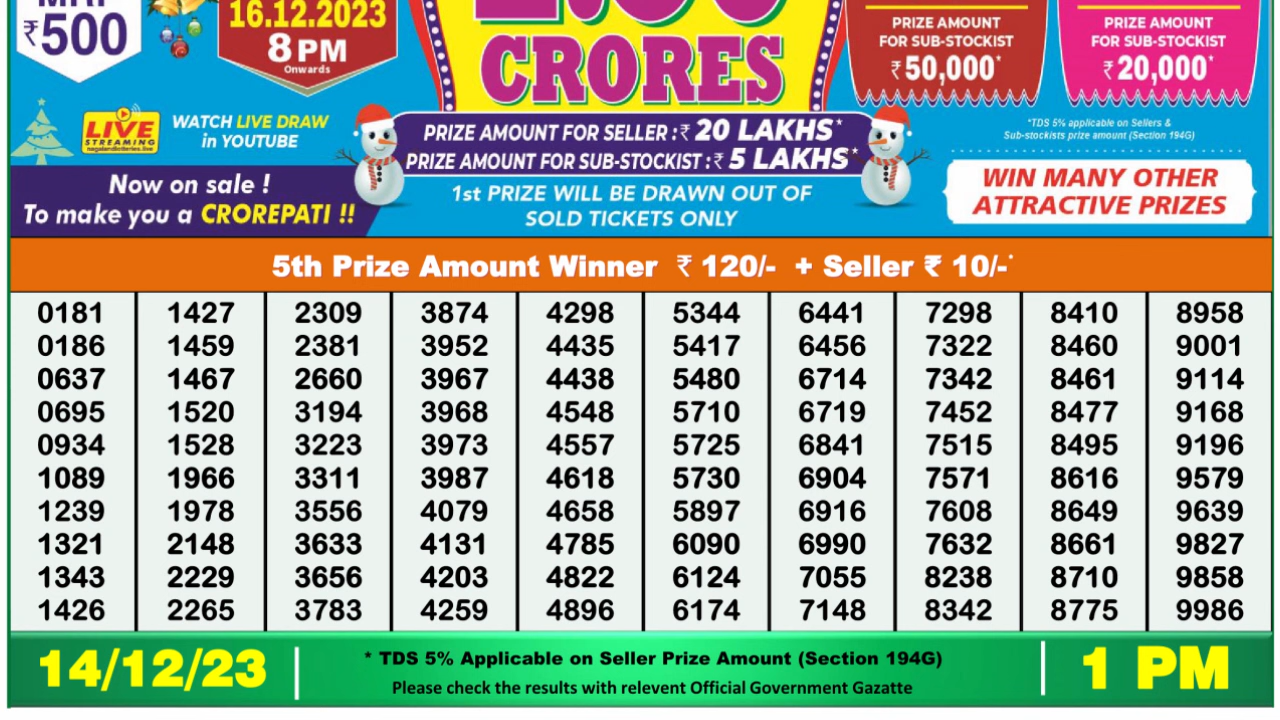 ₹500
16.12.2023
8 PM
Onwards
CRORES
PRIZE AMOUNT
FOR SUB-STOCKIST
₹50,000*
PRIZE AMOUNT
FOR SUB-STOCKIST
₹20,000*
LIVE
STREAMING
nagalandlotteries.live
WATCH LIVE DRAW
in YOUTUBE
PRIZE AMOUNT FOR SELLER : ₹ 20 LAKHS*
PRIZE AMOUNT FOR SUB-STOCKIST : ₹ 5 LAKHS*
*TDS 5% applicable on Sellers &
Sub-stockists prize amount (Section 194G)
Now on sale !
To make you a CROREPATI !!
1st PRIZE WILL BE DRAWN OUT OF
SOLD TICKETS ONLY
WIN MANY OTHER
ATTRACTIVE PRIZES
5th Prize Amount Winner ₹ 120/- + Seller ₹ 10/-*
0181 1427 2309 3874 4298 5344 6441 7298 8410 8958
0186 1459 2381 3952 4435 5417 6456 7322 8460 9001
0637 1467 2660 3967 4438 5480 6714 7342 8461 9114
0695 1520 3194 3968 4548 5710 6719 7452 8477 9168
0934 1528 3223 3973 4557 5725 6841 7515 8495 9196
1089 1966 3311 3987 4618 5730 6904 7571 8616 9579
1239 1978 3556 4079 4658 5897 6916 7608 8649 9639
1321 2148 3633 4131 4785 6090 6990 7632 8661 9827
1343 2229 3656 4203 4822 6124 7055 8238 8710 9858
1426 2265 3783 4259 4896 6174 7148 8342 8775 9986
14/12/23
* TDS 5% Applicable on Seller Prize Amount (Section 194G)
Please check the results with relevent Official Government Gazatte
1 PM